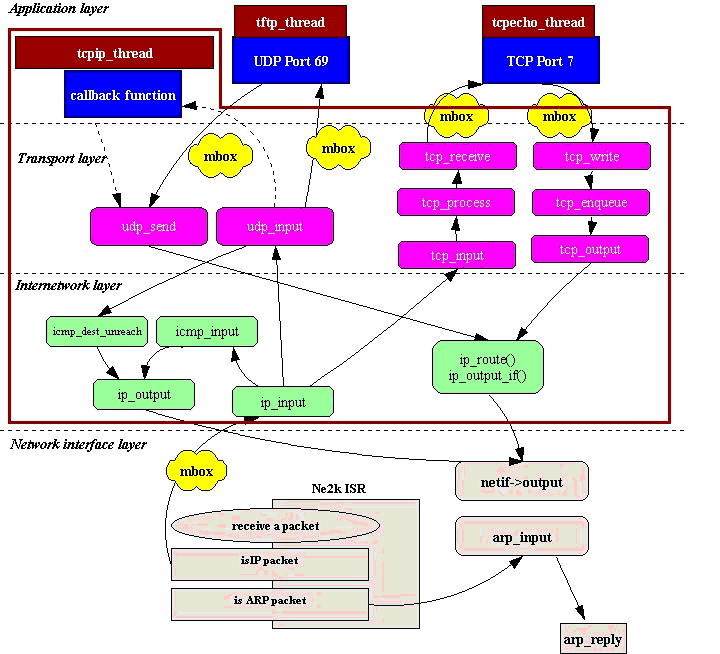 Application layer
tftp_thread
tcpecho_thread
tcpip_thread
UDP Port 69
TCP Port 7
callback function
mbox
mbox
mbox
mbox
Transport layer
tcp_receive
tcp_write
tcp_process
tcp_enqueue
udp_send
udp_input
tcp_input
tcp_output
Internetwork layer
icmp_dest_unreach
icmp_input
ip_route()
ip_output_if()
ip_output
ip_input
Network interface layer
mbox
netif->output
Ne2k ISR
receive a packet
arp_input
isIP packet
is ARP packet
arp_reply